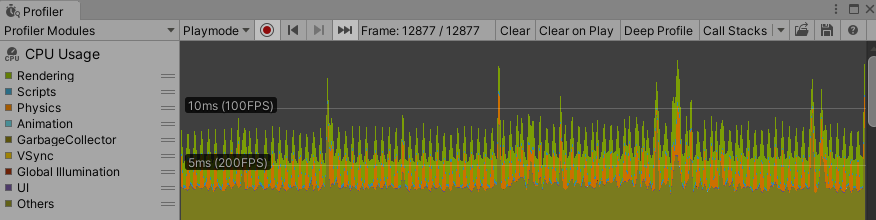 Profiler
Profiler Modules Playmode Frame: 12877 / 12877 Clear Clear on Play Deep Profile Call Stacks
CPU Usage
CPU
Rendering
Scripts
Physics
Animation
GarbageCollector
VSync
Global Illumination
UI
Others
10ms (100FPS)
5ms (200FPS)